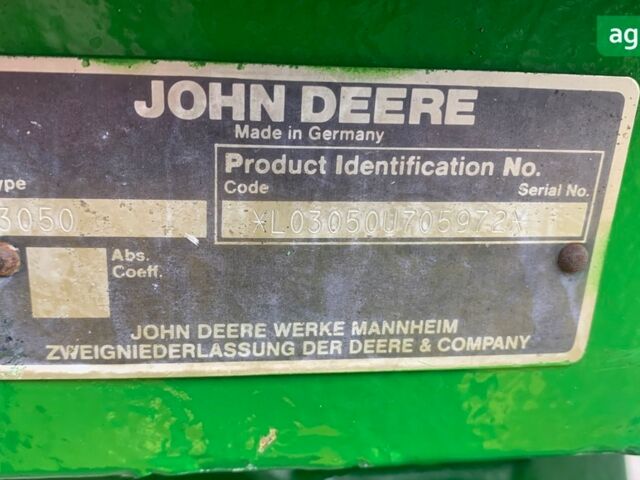 ag
JOHN DEERE
Made in Germany
Product Identification No.
ype
Code
Serial No.
3050
*L03050U705972*
Abs.
Coeff.
JOHN DEERE WERKE MANNHEIM
ZWEIGNIEDERLASSUNG DER DEERE & COMPANY